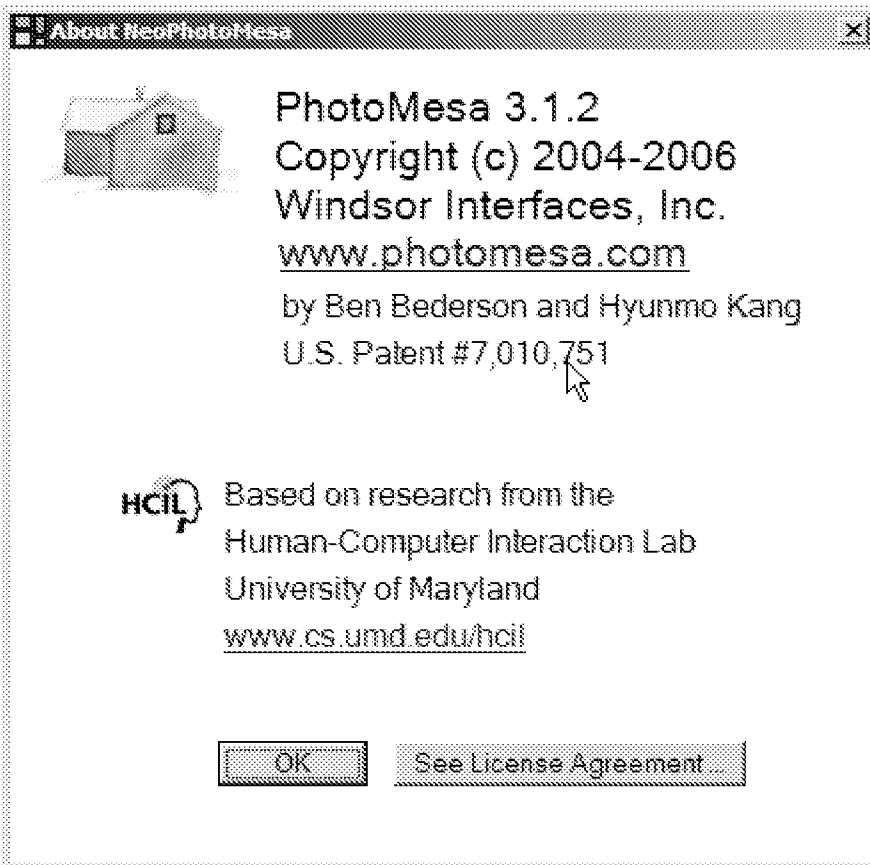 About NeoPhotoMesa
PhotoMesa 3.1.2
Copyright (c) 2004-2006
Windsor Interfaces, Inc.
www.photomesa.com
by Ben Bederson and Hyunmo Kang
U.S. Patent #7,010,751
HCIL
Based on research from the
Human-Computer Interaction Lab
University of Maryland
www.cs.umd.edu/hcil
OK
See License Agreement ...